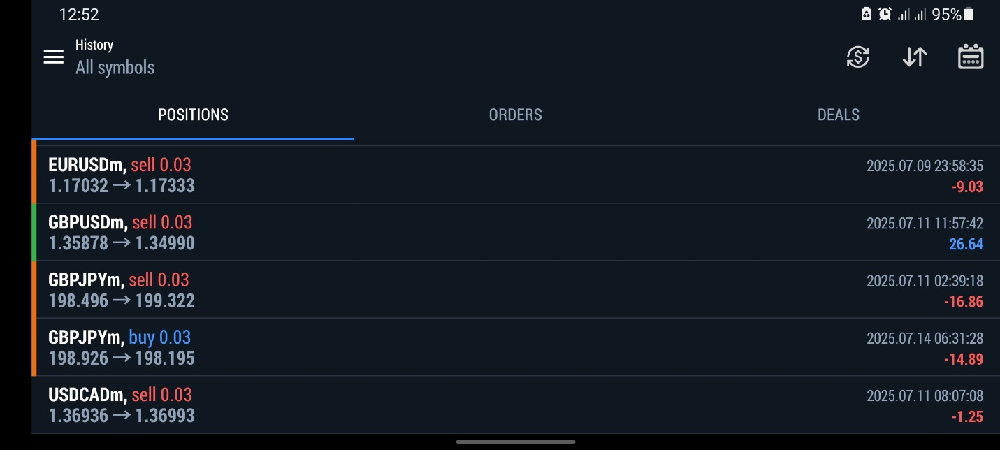 12:52
95%
History
All symbols
POSITIONS
ORDERS
DEALS
EURUSDm, sell 0.03
2025.07.09 23:58:35
1.17032 → 1.17333
-9.03
GBPUSDm, sell 0.03
2025.07.11 11:57:42
1.35878 → 1.34990
26.64
GBPJPYm, sell 0.03
2025.07.11 02:39:18
198.496 → 199.322
-16.86
GBPJPYm, buy 0.03
2025.07.14 06:31:28
198.926 → 198.195
-14.89
USDCADm, sell 0.03
2025.07.11 08:07:08
1.36936 → 1.36993
-1.25